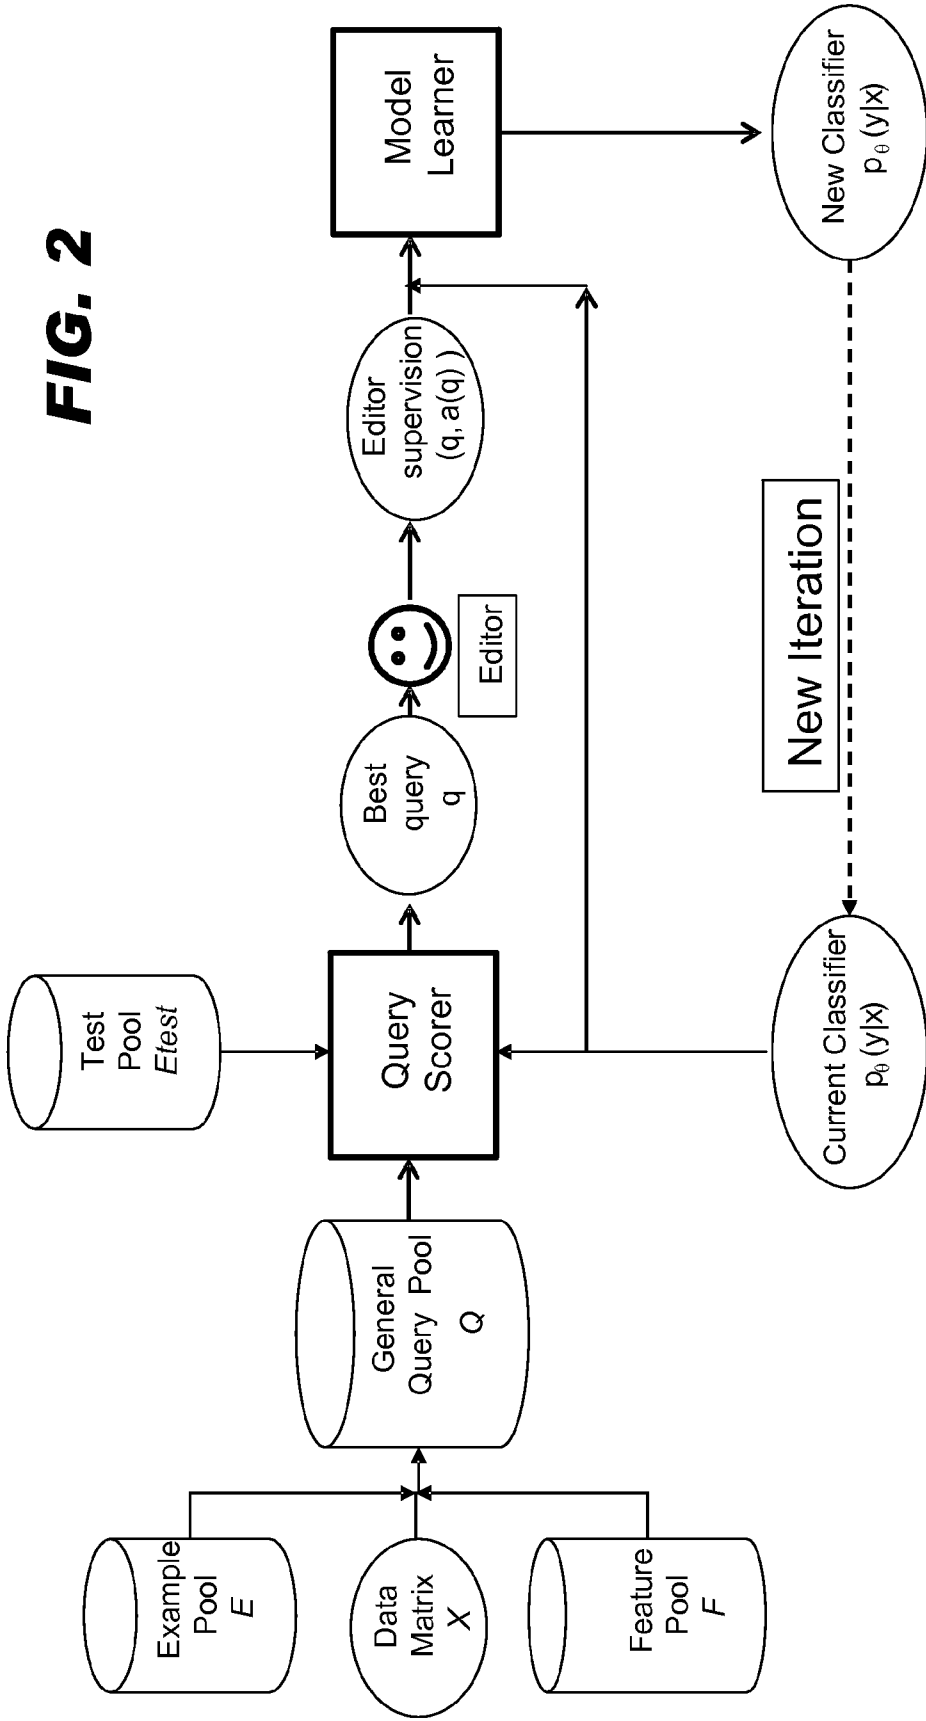 FIG. 2
Test
Pool
Etest
Example
Pool
E
Data
Matrix
X
Feature
Pool
F
General
Query Pool
Q
Query
Scorer
Best
query
q
Editor
Editor
supervision
(q, a(q) )
Model
Learner
Current Classifier
pθ (y|x)
New Iteration
New Classifier
pθ (y|x)